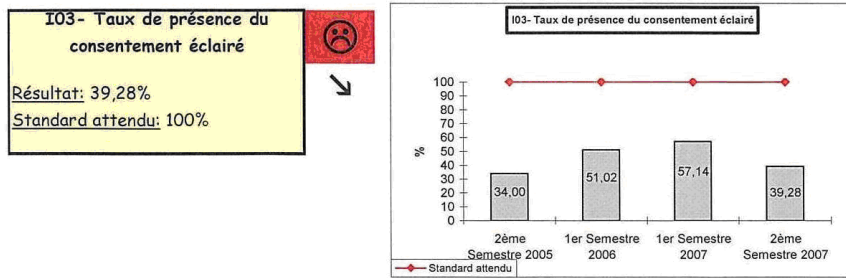 I03- Taux de présence du
consentement éclairé
Résultat: 39,28%
Standard attendu: 100%
I03- Taux de présence du consentement éclairé
100
90
80
70
60
50
40
30
20
10
0
%
34,00
51,02
57,14
39,28
2ème
Semestre 2005
1er Semestre
2006
1er Semestre
2007
2ème
Semestre 2007
Standard attendu